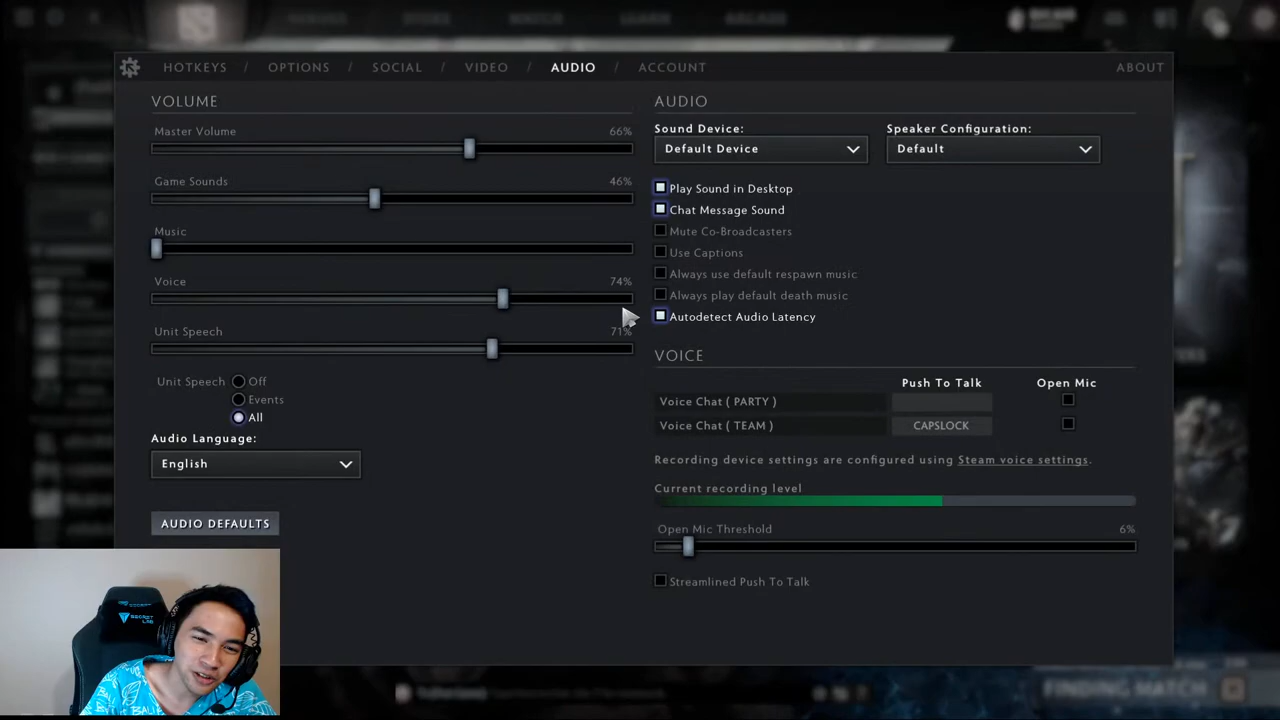 HOTKEYS / OPTIONS / SOCIAL / VIDEO / AUDIO / ACCOUNT ABOUT
VOLUME
Master Volume 66%
Game Sounds 46%
Music
Voice 74%
Unit Speech 71%
Unit Speech Off
Events
All
Audio Language:
English
AUDIO DEFAULTS
AUDIO
Sound Device: Speaker Configuration:
Default Device Default
Play Sound in Desktop
Chat Message Sound
Mute Co-Broadcasters
Use Captions
Always use default respawn music
Always play default death music
Autodetect Audio Latency
VOICE
Push To Talk Open Mic
Voice Chat ( PARTY )
Voice Chat ( TEAM ) CAPSLOCK
Recording device settings are configured using Steam voice settings.
Current recording level
Open Mic Threshold 6%
Streamlined Push To Talk
FINDING MATCH